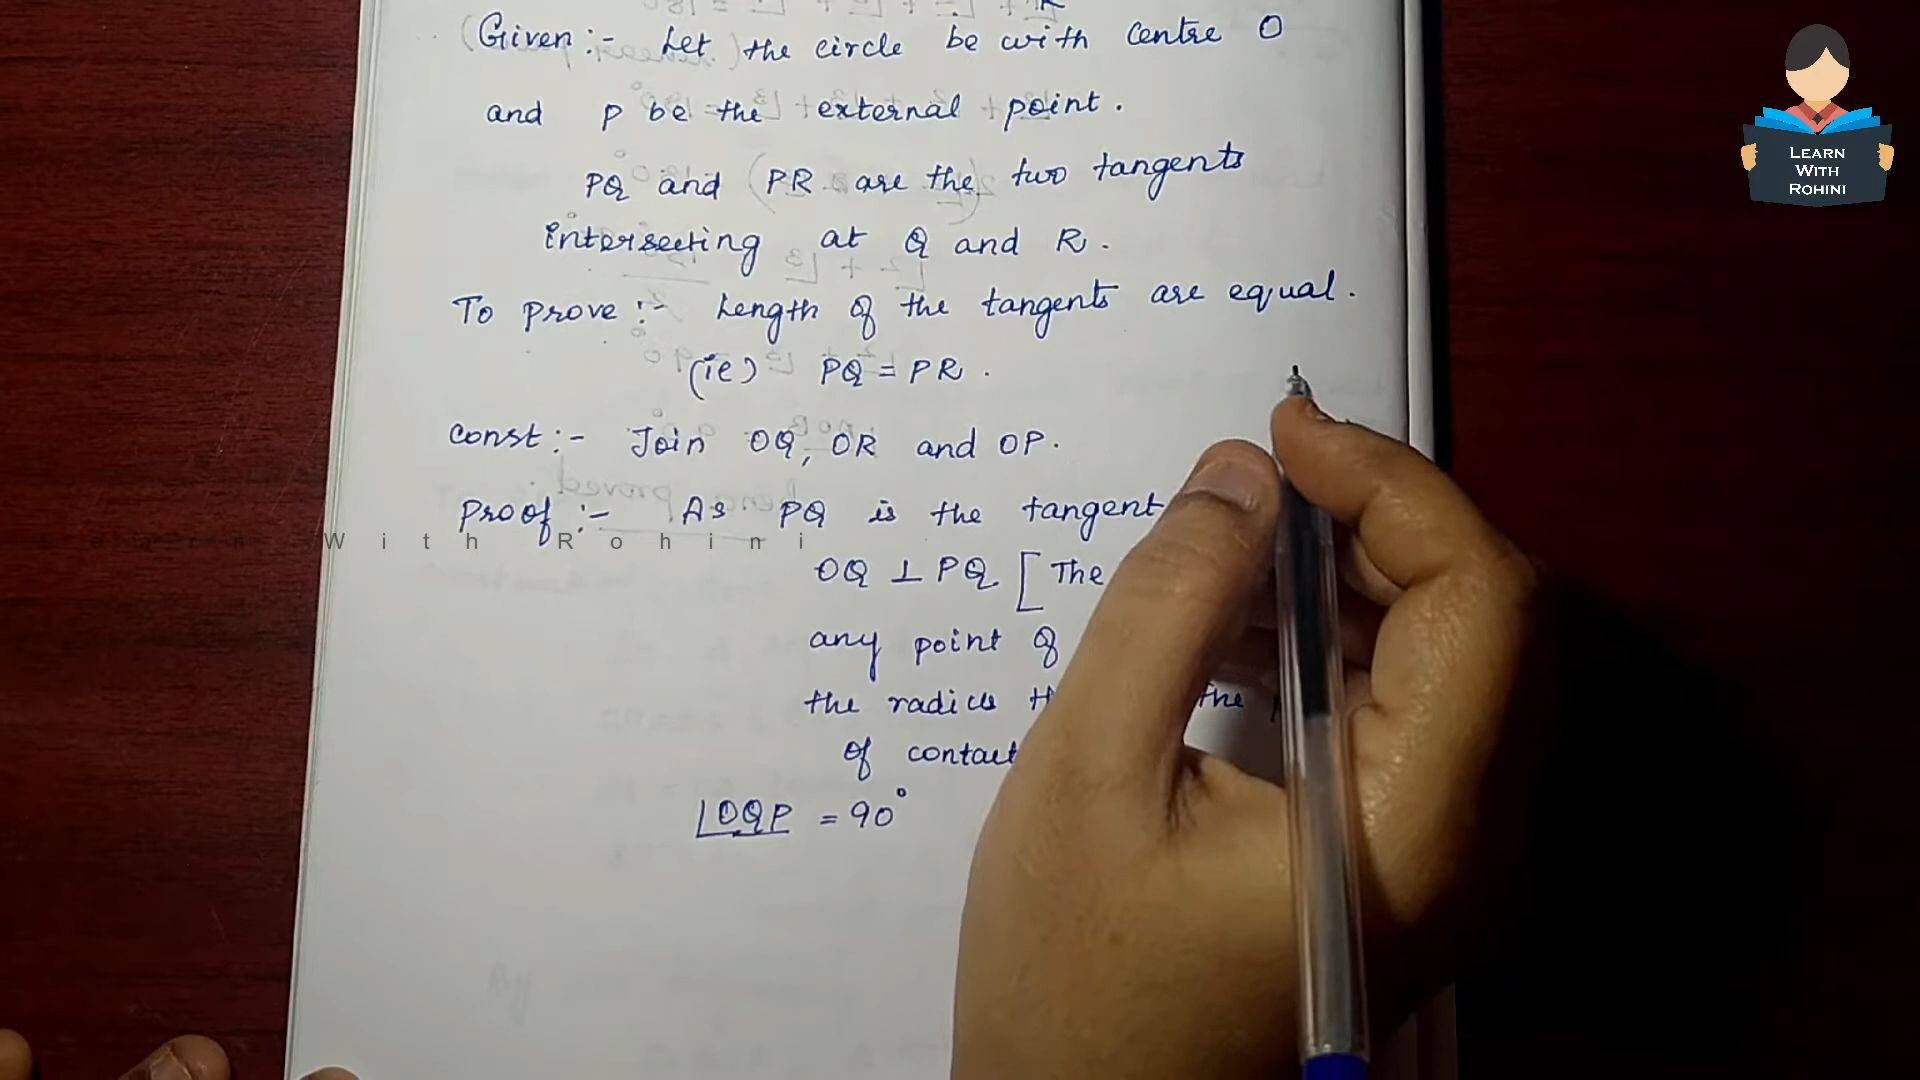 Given :- Let the circle be with centre O
and P be the external point.
PQ and PR are the two tangents
intersecting at Q and R.
To prove :- Length of the tangents are equal.
(ie) PQ = PR.
Const :- Join OQ, OR and OP.
Proof :- As PQ is the tangent
OQ ⊥ PQ [The
any point of
the radius the
of contact
∠OQP = 90°
With Rohini
LEARN
WITH
ROHINI